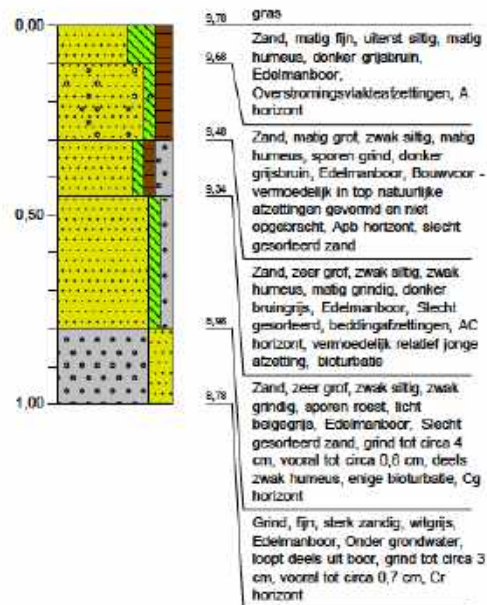 0,00
0,50
1,00
9,78
9,68
9,48
9,34
8,98
8,78
gras
Zand, matig fijn, uiterst siltig, matig
humeus, donker grijsbruin,
Edelmanboor,
Overstromingsvlakteafzettingen, A
horizont
Zand, matig grof, zwak siltig, matig
humeus, sporen grind, donker
grijsbruin, Edelmanboor, Bouwvoor -
vermoedelijk in top natuurlijke
afzettingen gevormd en niet
opgebracht, Apb horizont, slecht
gesorteerd zand
Zand, zeer grof, zwak siltig, zwak
humeus, matig grindig, donker
bruingrijs, Edelmanboor, Slecht
gesorteerd, beddingafzettingen, AC
horizont, vermoedelijk relatief jonge
afzetting, bioturbatie
Zand, zeer grof, zwak siltig, zwak
grindig, sporen roest, licht
beigegrijs, Edelmanboor, Slecht
gesorteerd zand, grind tot circa 4
cm, vooral tot circa 0,6 cm, deels
zwak humeus, enige bioturbatie, Cg
horizont
Grind, fijn, sterk zandig, witgrijs,
Edelmanboor, Onder grondwater,
loopt deels uit boor, grind tot circa 3
cm, vooral tot circa 0,7 cm, Cr
horizont